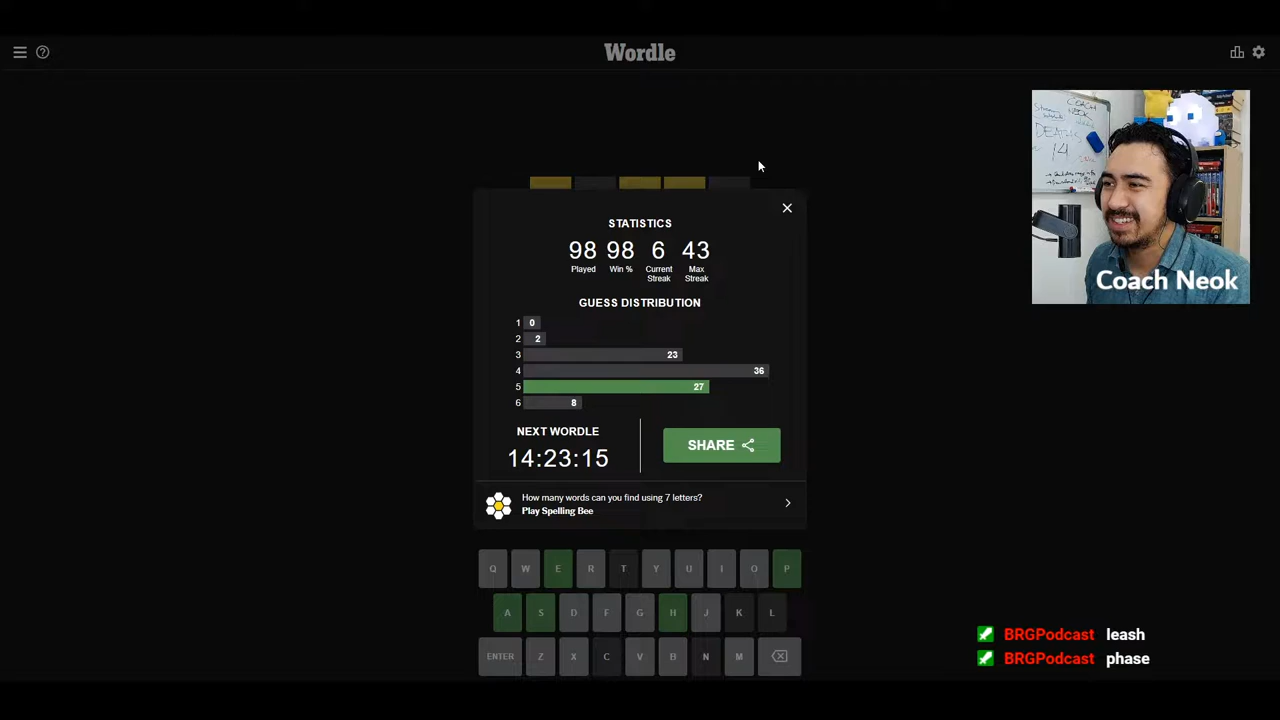 Wordle
STATISTICS
98 98 6 43
Played Win % Current Streak Max Streak
GUESS DISTRIBUTION
1 0
2 2
3 23
4 36
5 27
6 8
NEXT WORDLE
14:23:15
SHARE
How many words can you find using 7 letters?
Play Spelling Bee
Q W E R T Y U I O P
A S D F G H J K L
ENTER Z X C V B N M
COACH
14
Coach Neok
BRGPodcast leash
BRGPodcast phase